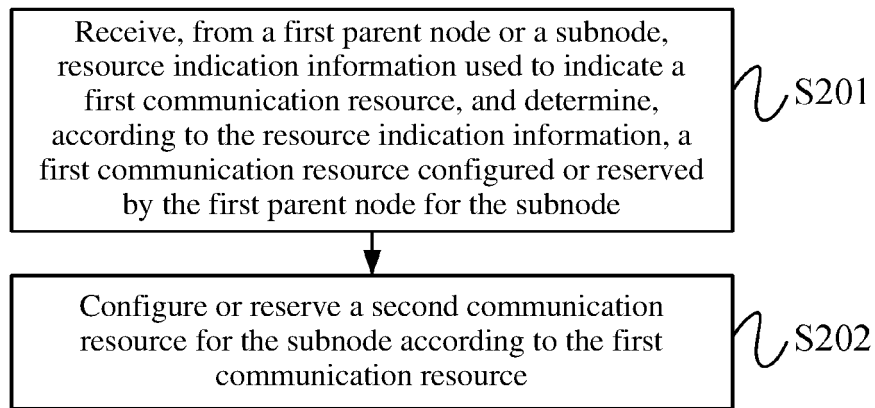 Receive, from a first parent node or a subnode,
resource indication information used to indicate a
first communication resource, and determine,
according to the resource indication information, a
first communication resource configured or reserved
by the first parent node for the subnode
S201
Configure or reserve a second communication
resource for the subnode according to the first
communication resource
S202